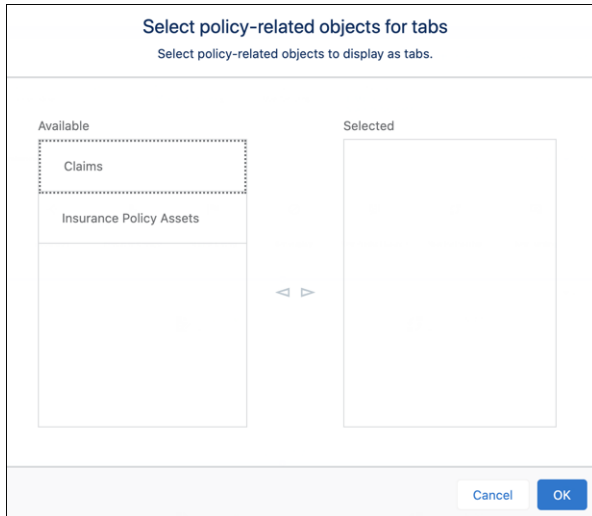 Select policy-related objects for tabs
Select policy-related objects to display as tabs.
Available
Selected
Claims
Insurance Policy Assets
Cancel
OK